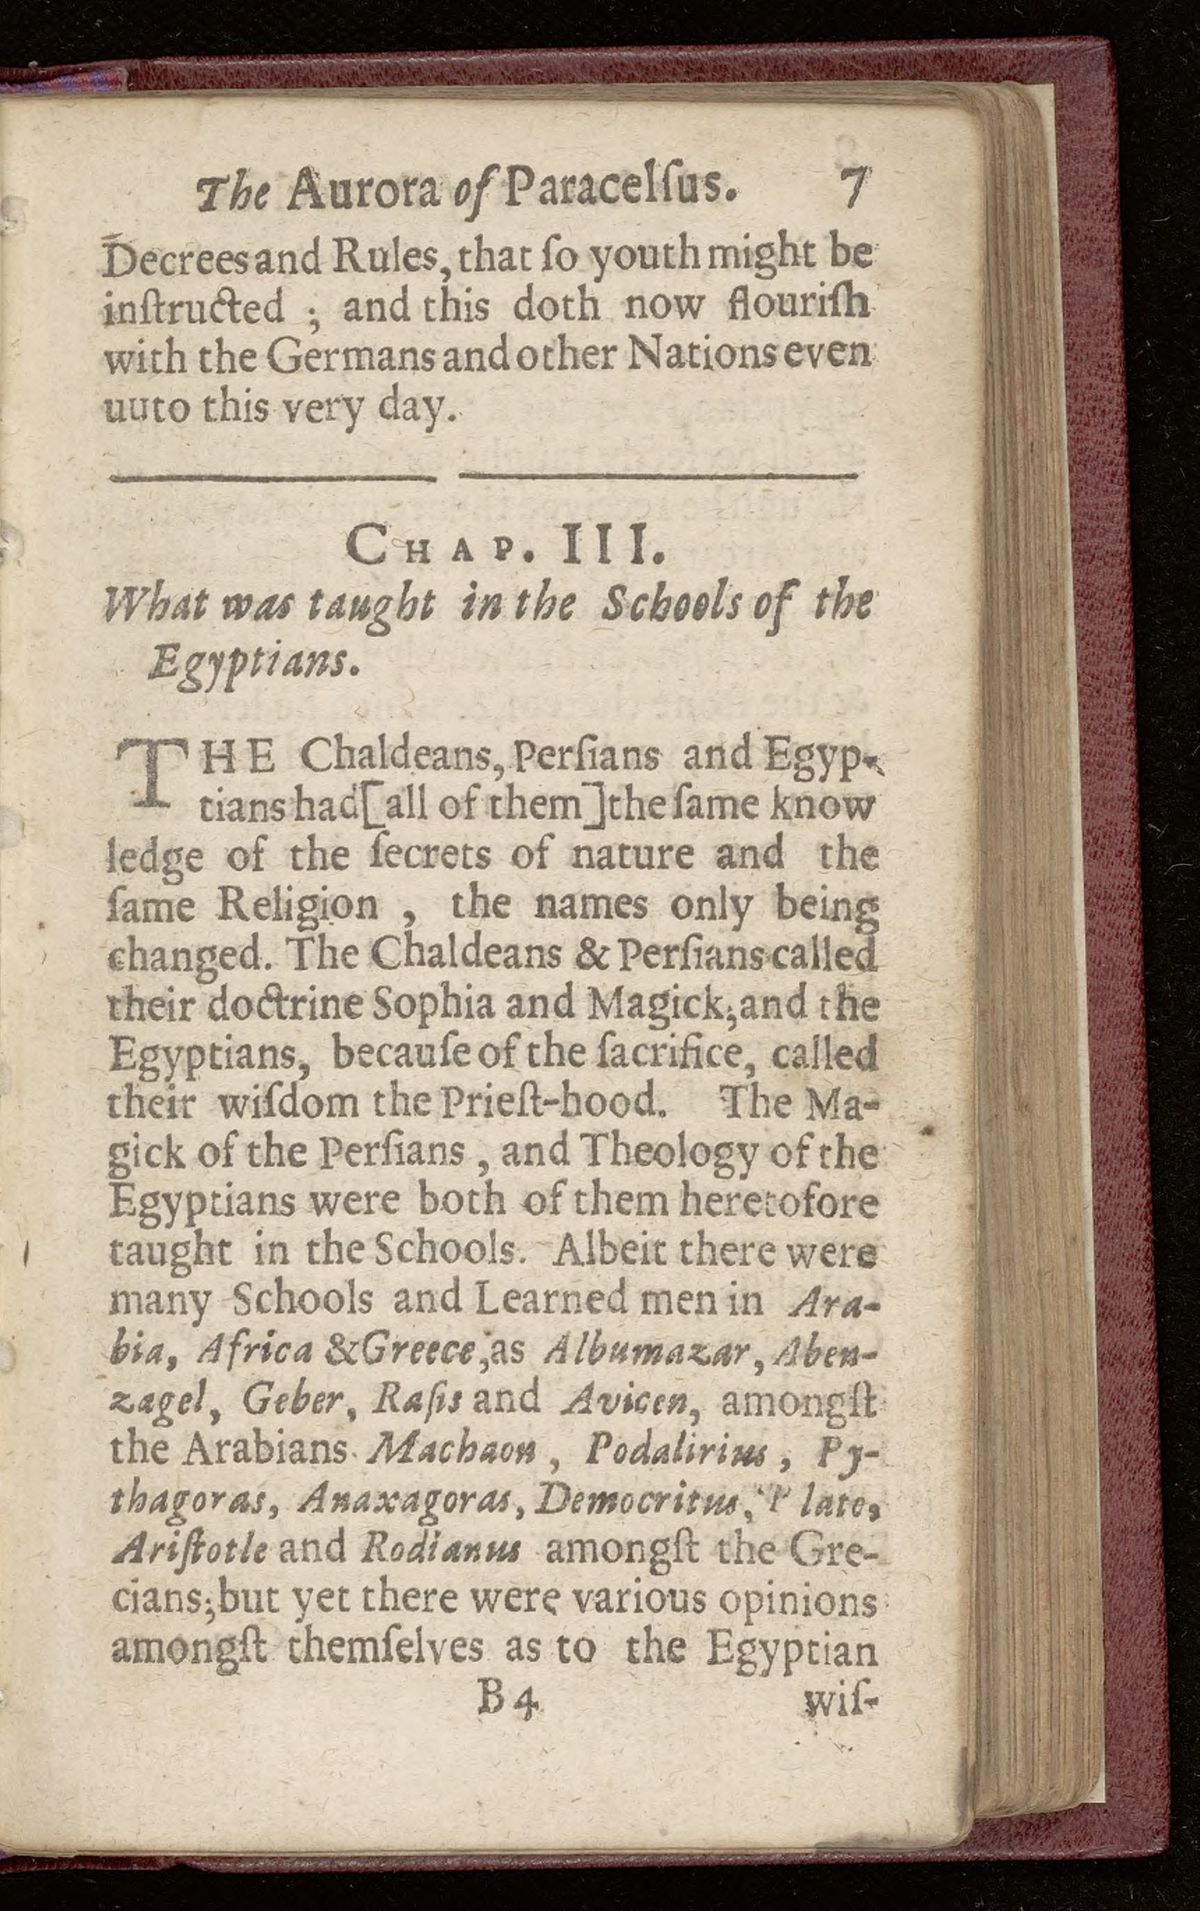 The Aurora of Paracelſus. 7
Decrees and Rules, that ſo youth might be
inſtructed ; and this doth now flouriſh
with the Germans and other Nations even
uuto this very day.
CHAP. III.
What was taught in the Schools of the
Egyptians.
THE Chaldeans, Perſians and Egyp-
tians had [all of them] the ſame know
ledge of the ſecrets of nature and the
ſame Religion , the names only being
changed. The Chaldeans & Perſians called
their doctrine Sophia and Magick; and the
Egyptians, becauſe of the ſacrifice, called
their wiſdom the Prieſt-hood. The Ma-
gick of the Perſians , and Theology of the
Egyptians were both of them heretofore
taught in the Schools. Albeit there were
many Schools and Learned men in Ara-
bia, Africa & Greece, as Albumazar, Aben-
zagel, Geber, Raſis and Avicen, amongſt
the Arabians Machaon , Podalirius , Py-
thagoras, Anaxagoras, Democritus, Plato,
Ariſtotle and Rodianus amongſt the Gre-
cians; but yet there were various opinions
amongſt themſelves as to the Egyptian
B4 wiſ-